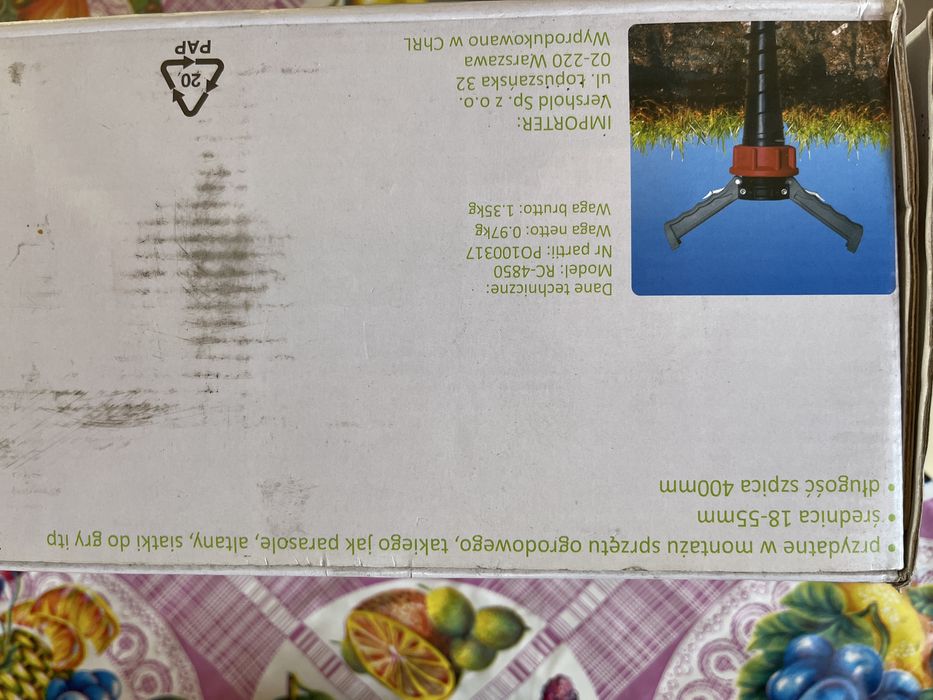 • przydatne w montażu sprzętu ogrodowego, takiego jak parasole, altany, siatki do gry itp
• średnica 18-55mm
• długość szpica 400mm
Dane techniczne:
Model: RC-4850
Nr partii: PO100317
Waga netto: 0.97kg
Waga brutto: 1.35kg
IMPORTER:
Vershold Sp. z o.o.
ul. Łopuszańska 32
02-220 Warszawa
Wyprodukowano w ChRL
20
PAP